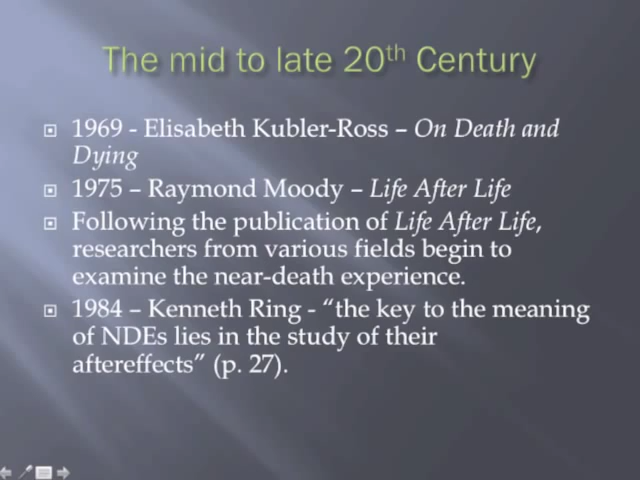 The mid to late 20th Century
1969 - Elisabeth Kubler-Ross – On Death and
Dying
1975 – Raymond Moody – Life After Life
Following the publication of Life After Life,
researchers from various fields begin to
examine the near-death experience.
1984 – Kenneth Ring - “the key to the meaning
of NDEs lies in the study of their
aftereffects” (p. 27).